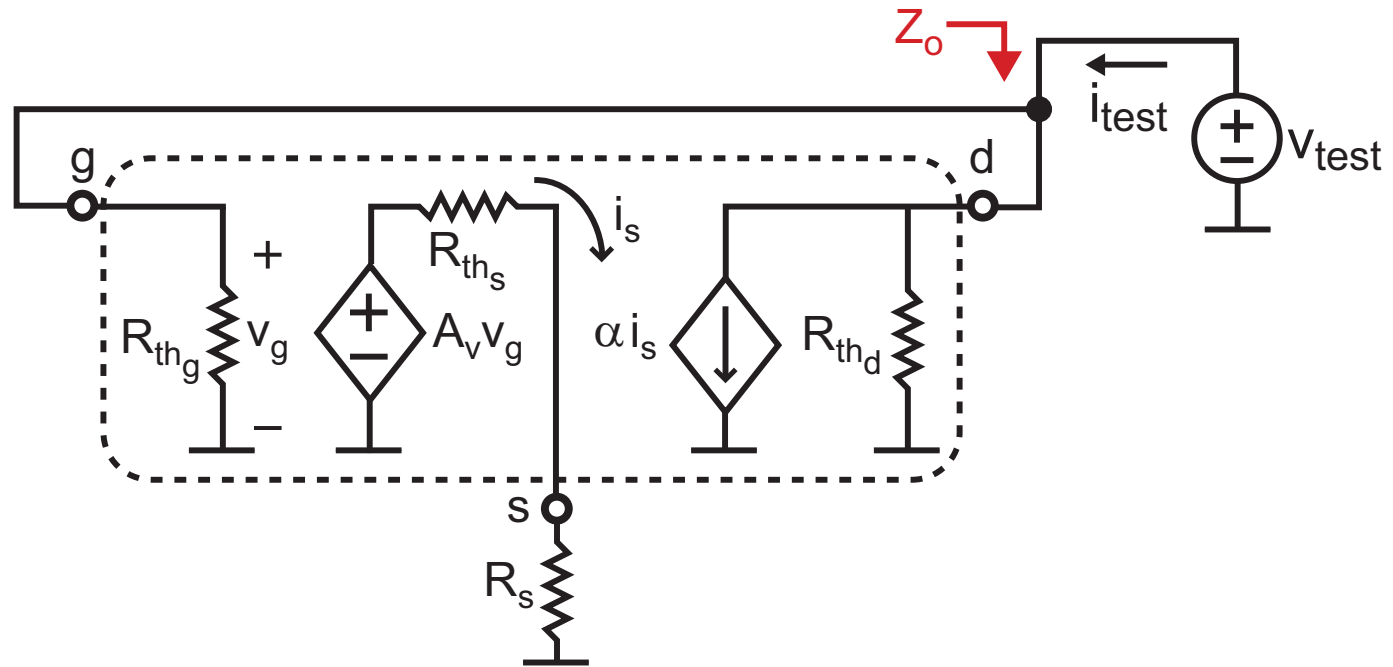 Zo
itest
vtest
g
d
is
Rths
+
Rthg
vg
−
+
−
Avvg
αis
Rthd
+
−
s
Rs